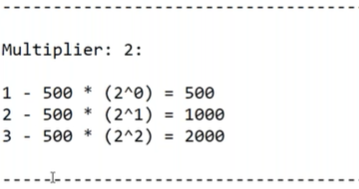 -----------------------------------
Multiplier: 2:
1 - 500 * (2^0) = 500
2 - 500 * (2^1) = 1000
3 - 500 * (2^2) = 2000
-----------------------------------